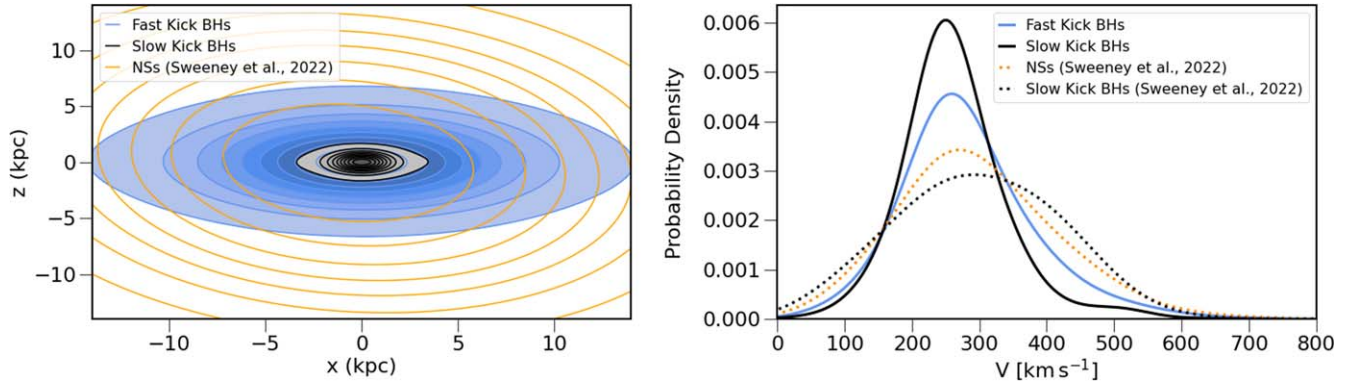 Fast Kick BHs
Slow Kick BHs
NSs (Sweeney et al., 2022)
10
5
0
−5
−10
z (kpc)
−10
−5
0
5
10
x (kpc)
Fast Kick BHs
Slow Kick BHs
NSs (Sweeney et al., 2022)
Slow Kick BHs (Sweeney et al., 2022)
0.006
0.005
0.004
0.003
0.002
0.001
0.000
Probability Density
0
100
200
300
400
500
600
700
800
V [km s⁻¹]